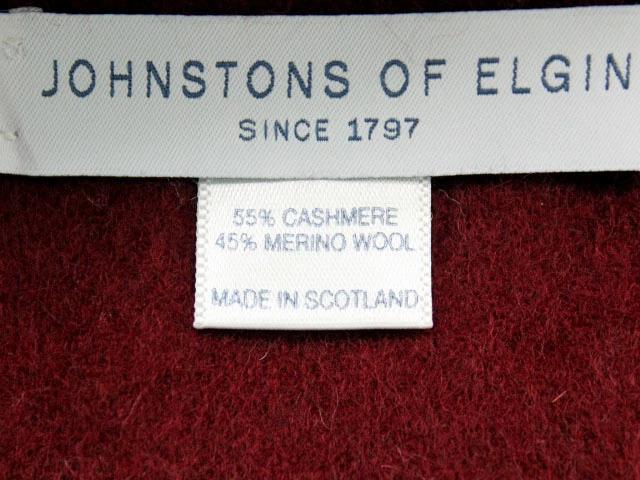 JOHNSTONS OF ELGIN
SINCE 1797
55% CASHMERE
45% MERINO WOOL
MADE IN SCOTLAND